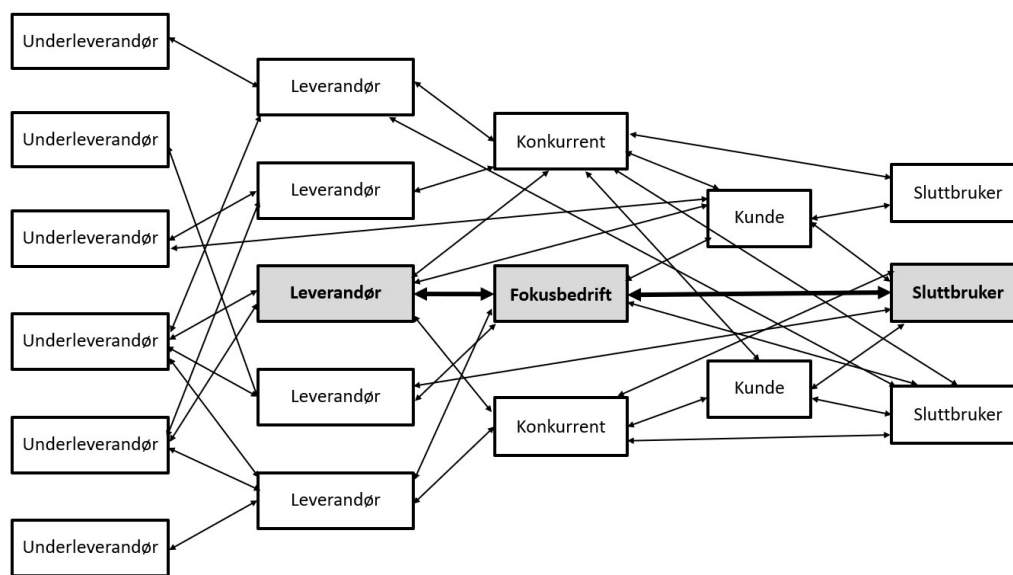 Underleverandør
Underleverandør
Underleverandør
Underleverandør
Underleverandør
Underleverandør
Leverandør
Leverandør
Leverandør
Leverandør
Leverandør
Konkurrent
Fokusbedrift
Konkurrent
Kunde
Kunde
Sluttbruker
Sluttbruker
Sluttbruker